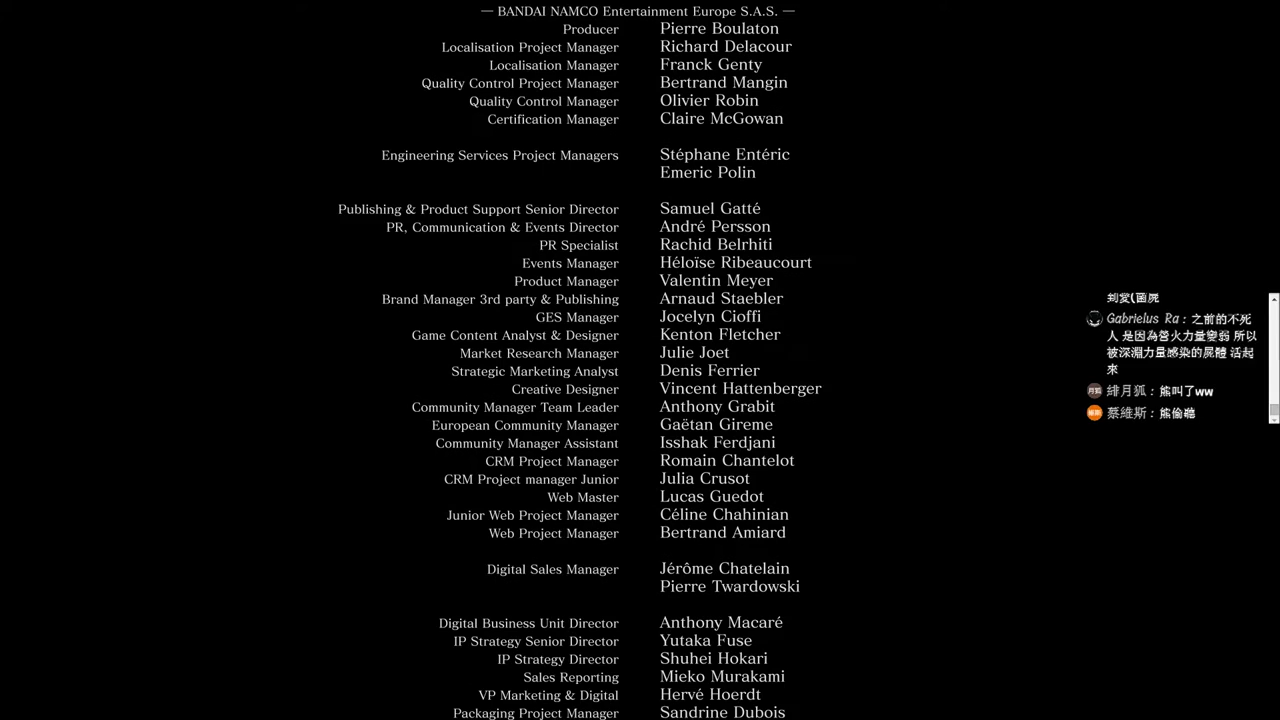 — BANDAI NAMCO Entertainment Europe S.A.S. —
Producer Pierre Boulaton
Localisation Project Manager Richard Delacour
Localisation Manager Franck Genty
Quality Control Project Manager Bertrand Mangin
Quality Control Manager Olivier Robin
Certification Manager Claire McGowan
Engineering Services Project Managers Stéphane Entéric
Emeric Polin
Publishing & Product Support Senior Director Samuel Gatté
PR, Communication & Events Director André Persson
PR Specialist Rachid Belrhiti
Events Manager Héloïse Ribeaucourt
Product Manager Valentin Meyer
Brand Manager 3rd party & Publishing Arnaud Staebler
GES Manager Jocelyn Cioffi
Game Content Analyst & Designer Kenton Fletcher
Market Research Manager Julie Joet
Strategic Marketing Analyst Denis Ferrier
Creative Designer Vincent Hattenberger
Community Manager Team Leader Anthony Grabit
European Community Manager Gaëtan Gireme
Community Manager Assistant Isshak Ferdjani
CRM Project Manager Romain Chantelot
CRM Project manager Junior Julia Crusot
Web Master Lucas Guedot
Junior Web Project Manager Céline Chahinian
Web Project Manager Bertrand Amiard
Digital Sales Manager Jérôme Chatelain
Pierre Twardowski
Digital Business Unit Director Anthony Macaré
IP Strategy Senior Director Yutaka Fuse
IP Strategy Director Shuhei Hokari
Sales Reporting Mieko Murakami
VP Marketing & Digital Hervé Hoerdt
Packaging Project Manager Sandrine Dubois
Gabrielus Ra : 之前的不死
人 是因為營火力量變弱 所以
被深淵力量感染的屍體 活起
來
緋月狐 : 熊叫了ww
蔡維斯 : 熊偷聽